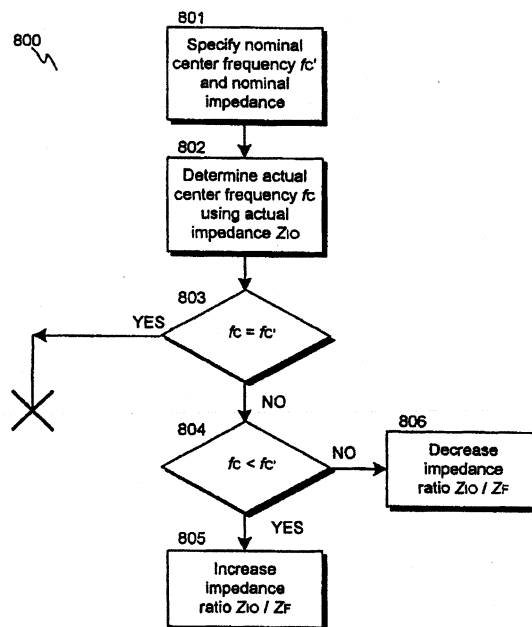 800
801
Specify nominal
center frequency fc'
and nominal
impedance
802
Determine actual
center frequency fc
using actual
impedance ZIO
803
YES
fc = fc'
NO
804
fc < fc'
NO
806
Decrease
impedance
ratio ZIO / ZF
YES
805
Increase
impedance
ratio ZIO / ZF